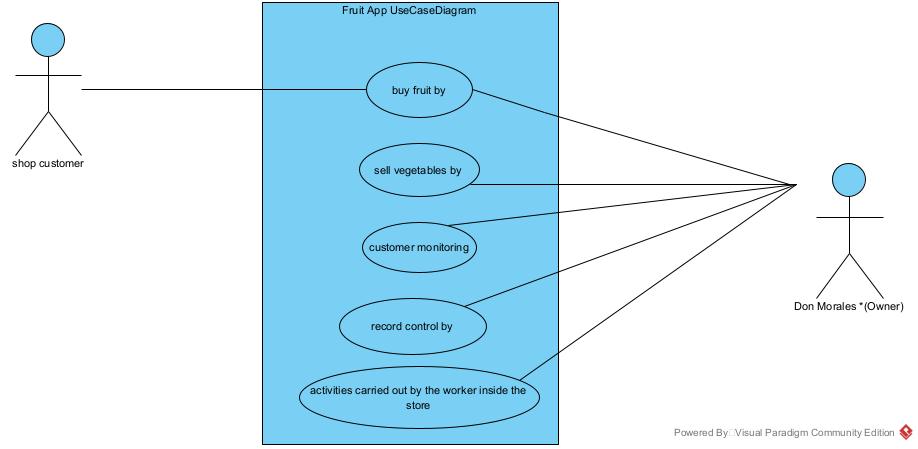 Fruit App UseCaseDiagram
buy fruit by
shop customer
sell vegetables by
customer monitoring
Don Morales *(Owner)
record control by
activities carried out by the worker inside the
store
Powered By Visual Paradigm Community Edition